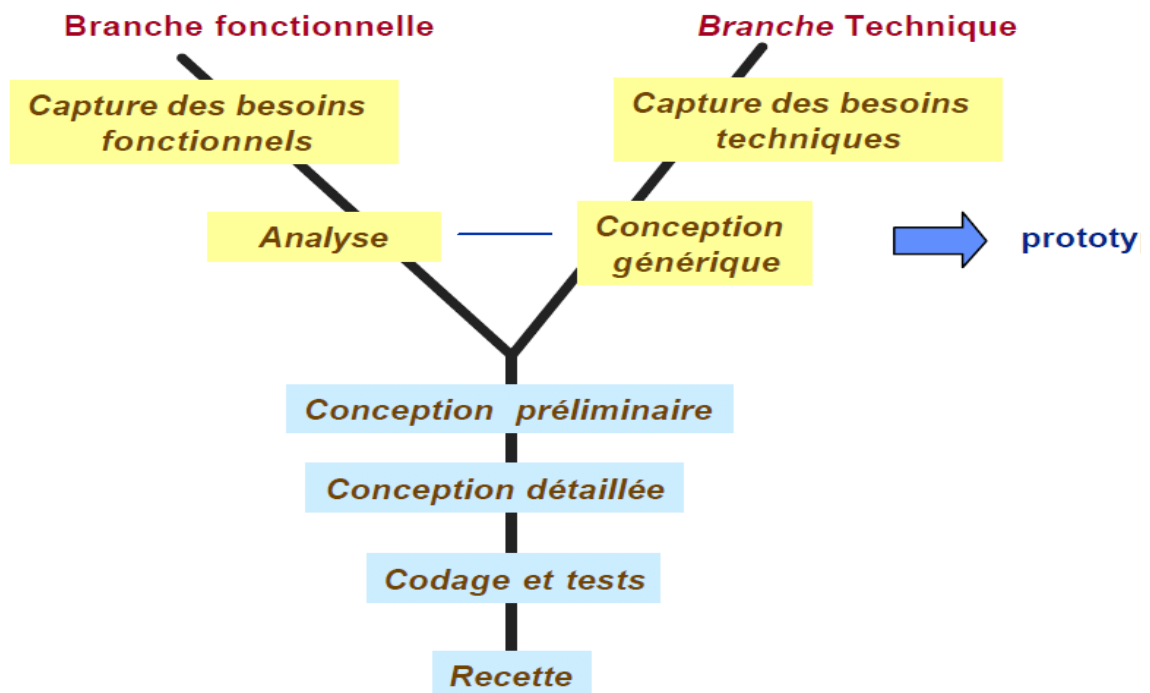 Branche fonctionnelle
Branche Technique
Capture des besoins
fonctionnels
Capture des besoins
techniques
Analyse
Conception
générique
prototy
Conception préliminaire
Conception détaillée
Codage et tests
Recette